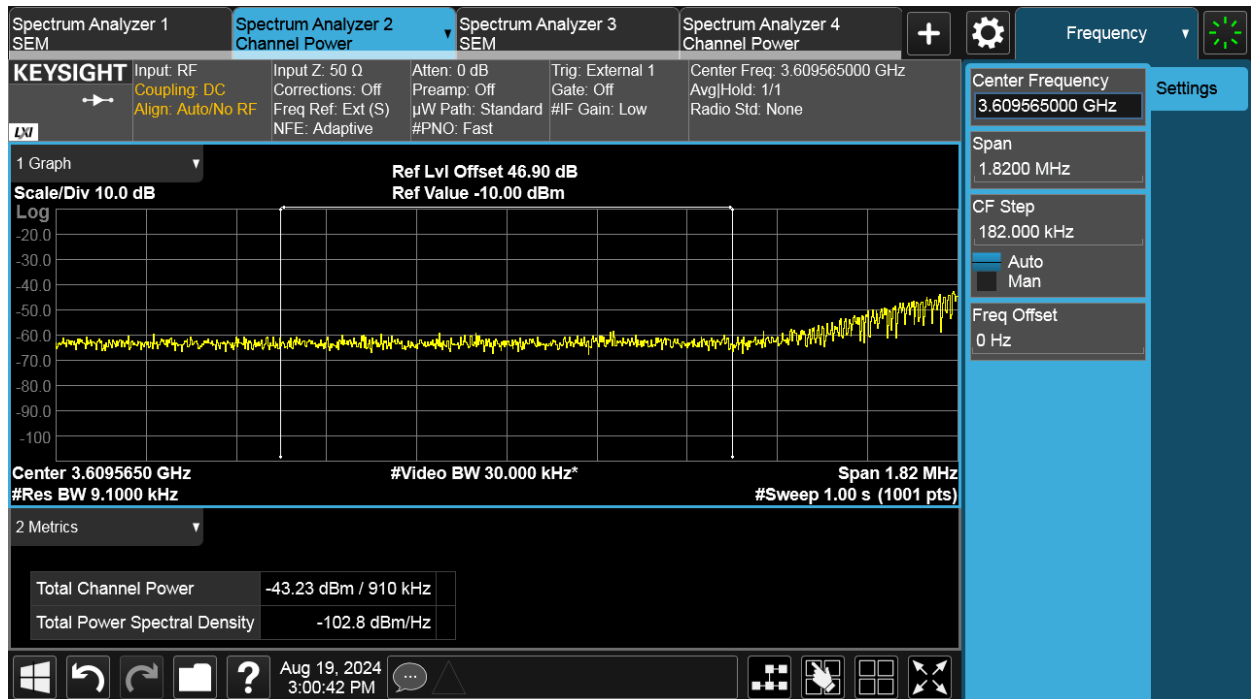 Spectrum Analyzer 1
SEM
Spectrum Analyzer 2
Channel Power
Spectrum Analyzer 3
SEM
Spectrum Analyzer 4
Channel Power
Frequency
KEYSIGHT
LXI
Input: RF
Coupling: DC
Align: Auto/No RF
Input Z: 50 Ω
Corrections: Off
Freq Ref: Ext (S)
NFE: Adaptive
Atten: 0 dB
Preamp: Off
µW Path: Standard
#PNO: Fast
Trig: External 1
Gate: Off
#IF Gain: Low
Center Freq: 3.609565000 GHz
Avg|Hold: 1/1
Radio Std: None
1 Graph
Scale/Div 10.0 dB
Log
Ref Lvl Offset 46.90 dB
Ref Value -10.00 dBm
-20.0
-30.0
-40.0
-50.0
-60.0
-70.0
-80.0
-90.0
-100
Center 3.6095650 GHz
#Res BW 9.1000 kHz
#Video BW 30.000 kHz*
Span 1.82 MHz
#Sweep 1.00 s (1001 pts)
2 Metrics
Total Channel Power -43.23 dBm / 910 kHz
Total Power Spectral Density -102.8 dBm/Hz
?
Aug 19, 2024
3:00:42 PM
Center Frequency
3.609565000 GHz
Span
1.8200 MHz
CF Step
182.000 kHz
Auto
Man
Freq Offset
0 Hz
Settings